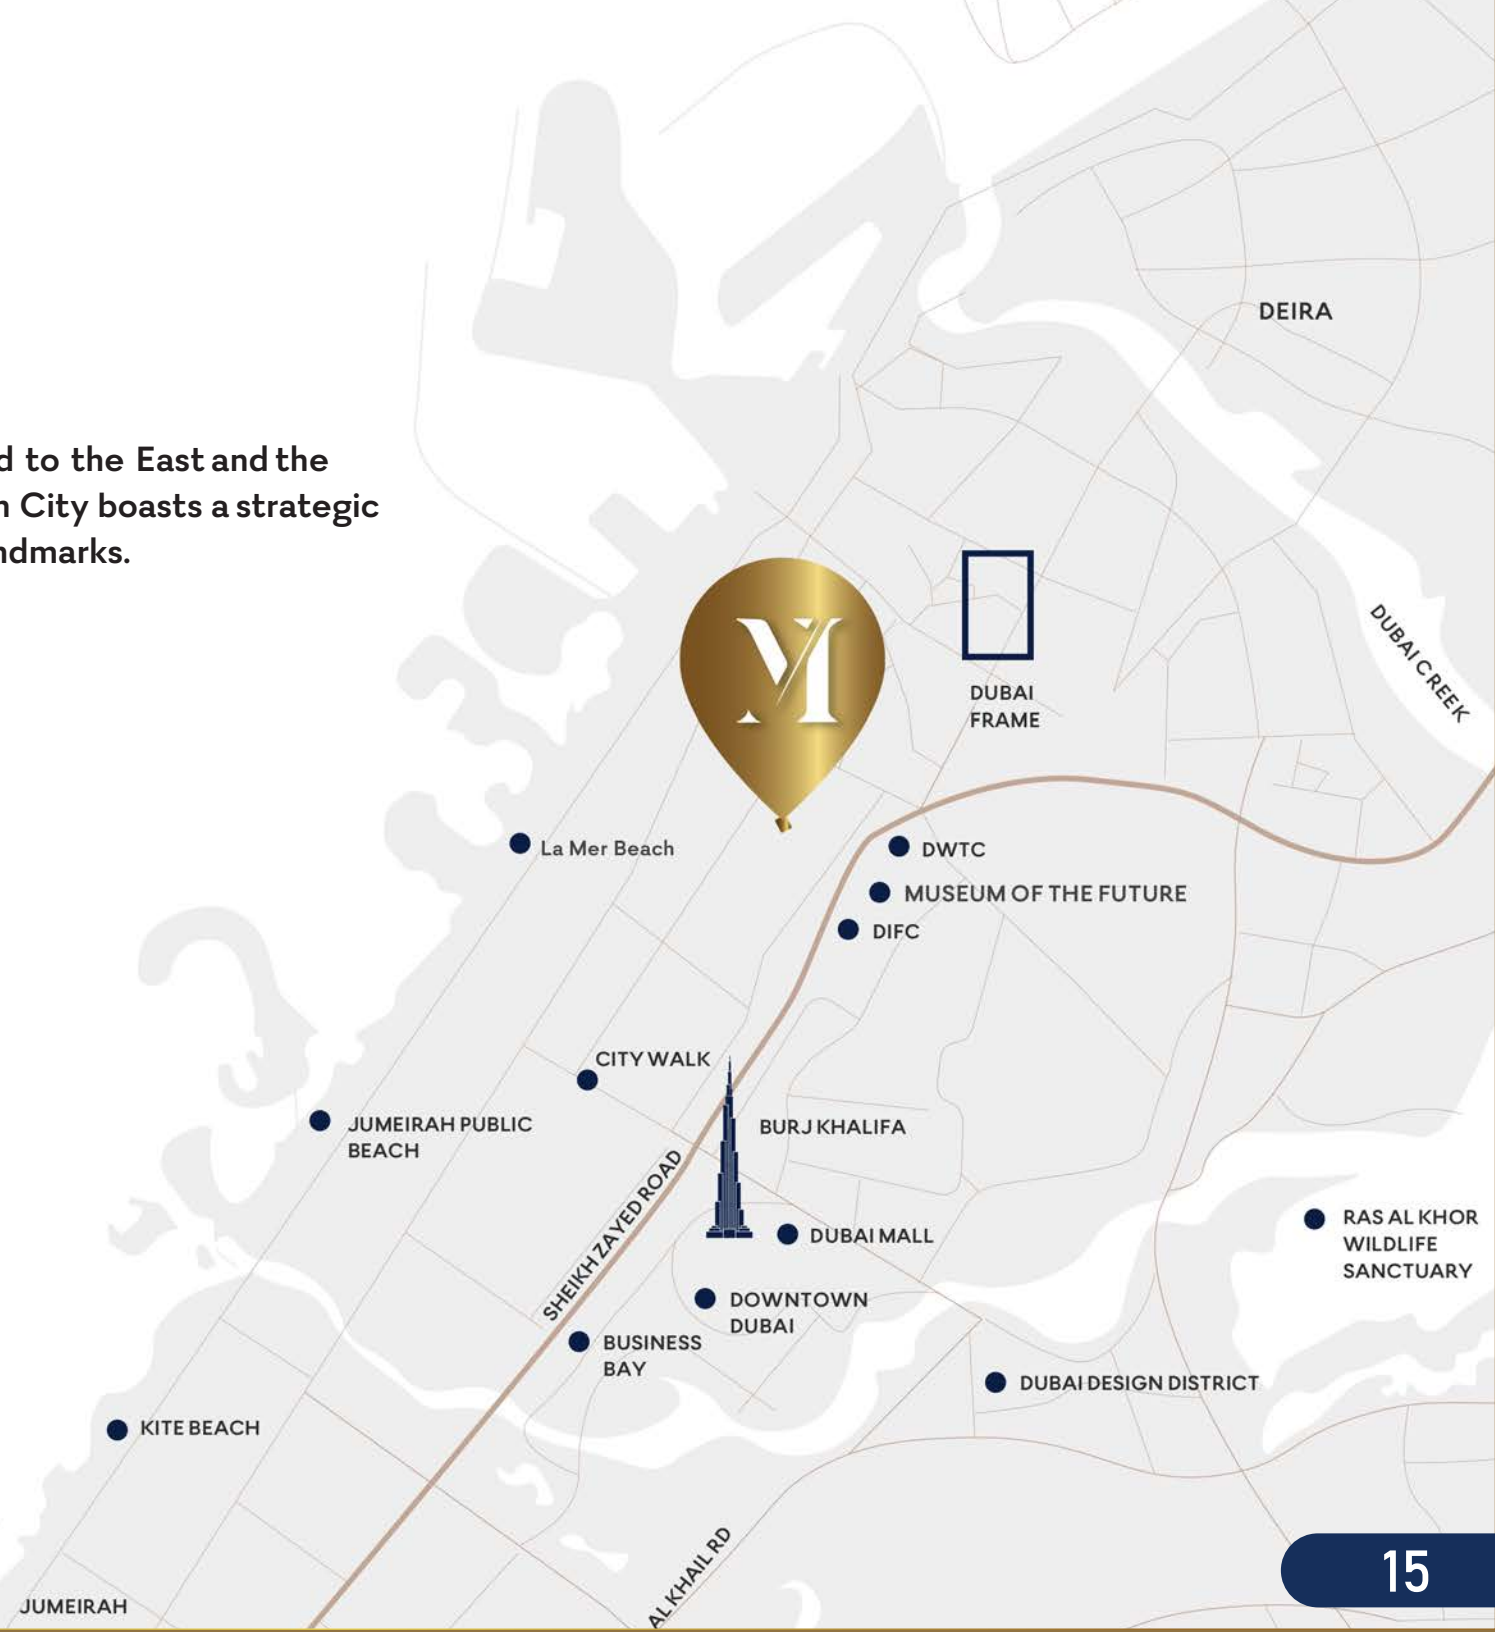 DEIRA
d to the East and the
n City boasts a strategic
ndmarks.
DUBAI CREEK
M
DUBAI
FRAME
La Mer Beach
DWTC
MUSEUM OF THE FUTURE
DIFC
CITY WALK
JUMEIRAH PUBLIC
BEACH
BURJ KHALIFA
SHEIKH ZAYED ROAD
RAS AL KHOR
WILDLIFE
SANCTUARY
DUBAI MALL
DOWNTOWN
DUBAI
BUSINESS
BAY
DUBAI DESIGN DISTRICT
KITE BEACH
AL KHAIL RD
15
JUMEIRAH